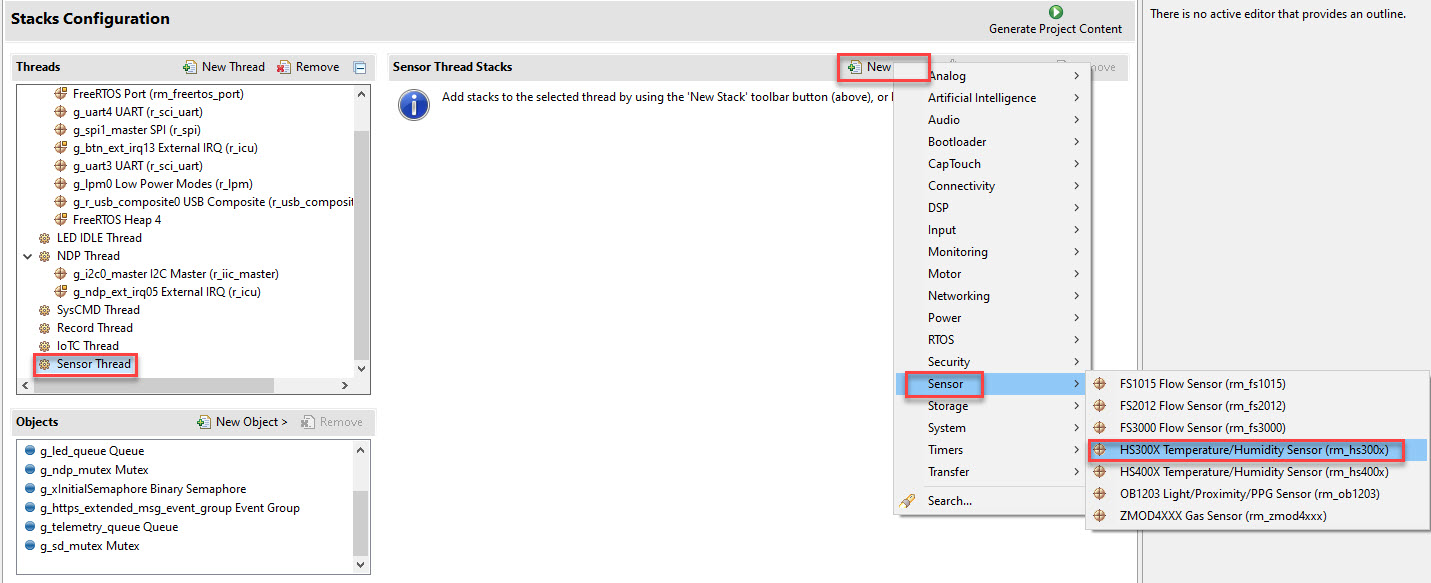 Stacks Configuration
Generate Project Content
There is no active editor that provides an outline.
Threads
New Thread
Remove
FreeRTOS Port (rm_freertos_port)
g_uart4 UART (r_sci_uart)
g_spi1_master SPI (r_spi)
g_btn_ext_irq13 External IRQ (r_icu)
g_uart3 UART (r_sci_uart)
g_lpm0 Low Power Modes (r_lpm)
g_r_usb_composite0 USB Composite (r_usb_composit
FreeRTOS Heap 4
LED IDLE Thread
NDP Thread
g_i2c0_master I2C Master (r_iic_master)
g_ndp_ext_irq05 External IRQ (r_icu)
SysCMD Thread
Record Thread
IoTC Thread
Sensor Thread
Objects
New Object >
Remove
g_led_queue Queue
g_ndp_mutex Mutex
g_xInitialSemaphore Binary Semaphore
g_https_extended_msg_event_group Event Group
g_telemetry_queue Queue
g_sd_mutex Mutex
Sensor Thread Stacks
New
move
Add stacks to the selected thread by using the 'New Stack' toolbar button (above), or
Analog
Artificial Intelligence
Audio
Bootloader
CapTouch
Connectivity
DSP
Input
Monitoring
Motor
Networking
Power
RTOS
Security
Sensor
Storage
System
Timers
Transfer
Search...
FS1015 Flow Sensor (rm_fs1015)
FS2012 Flow Sensor (rm_fs2012)
FS3000 Flow Sensor (rm_fs3000)
HS300X Temperature/Humidity Sensor (rm_hs300x)
HS400X Temperature/Humidity Sensor (rm_hs400x)
OB1203 Light/Proximity/PPG Sensor (rm_ob1203)
ZMOD4XXX Gas Sensor (rm_zmod4xxx)